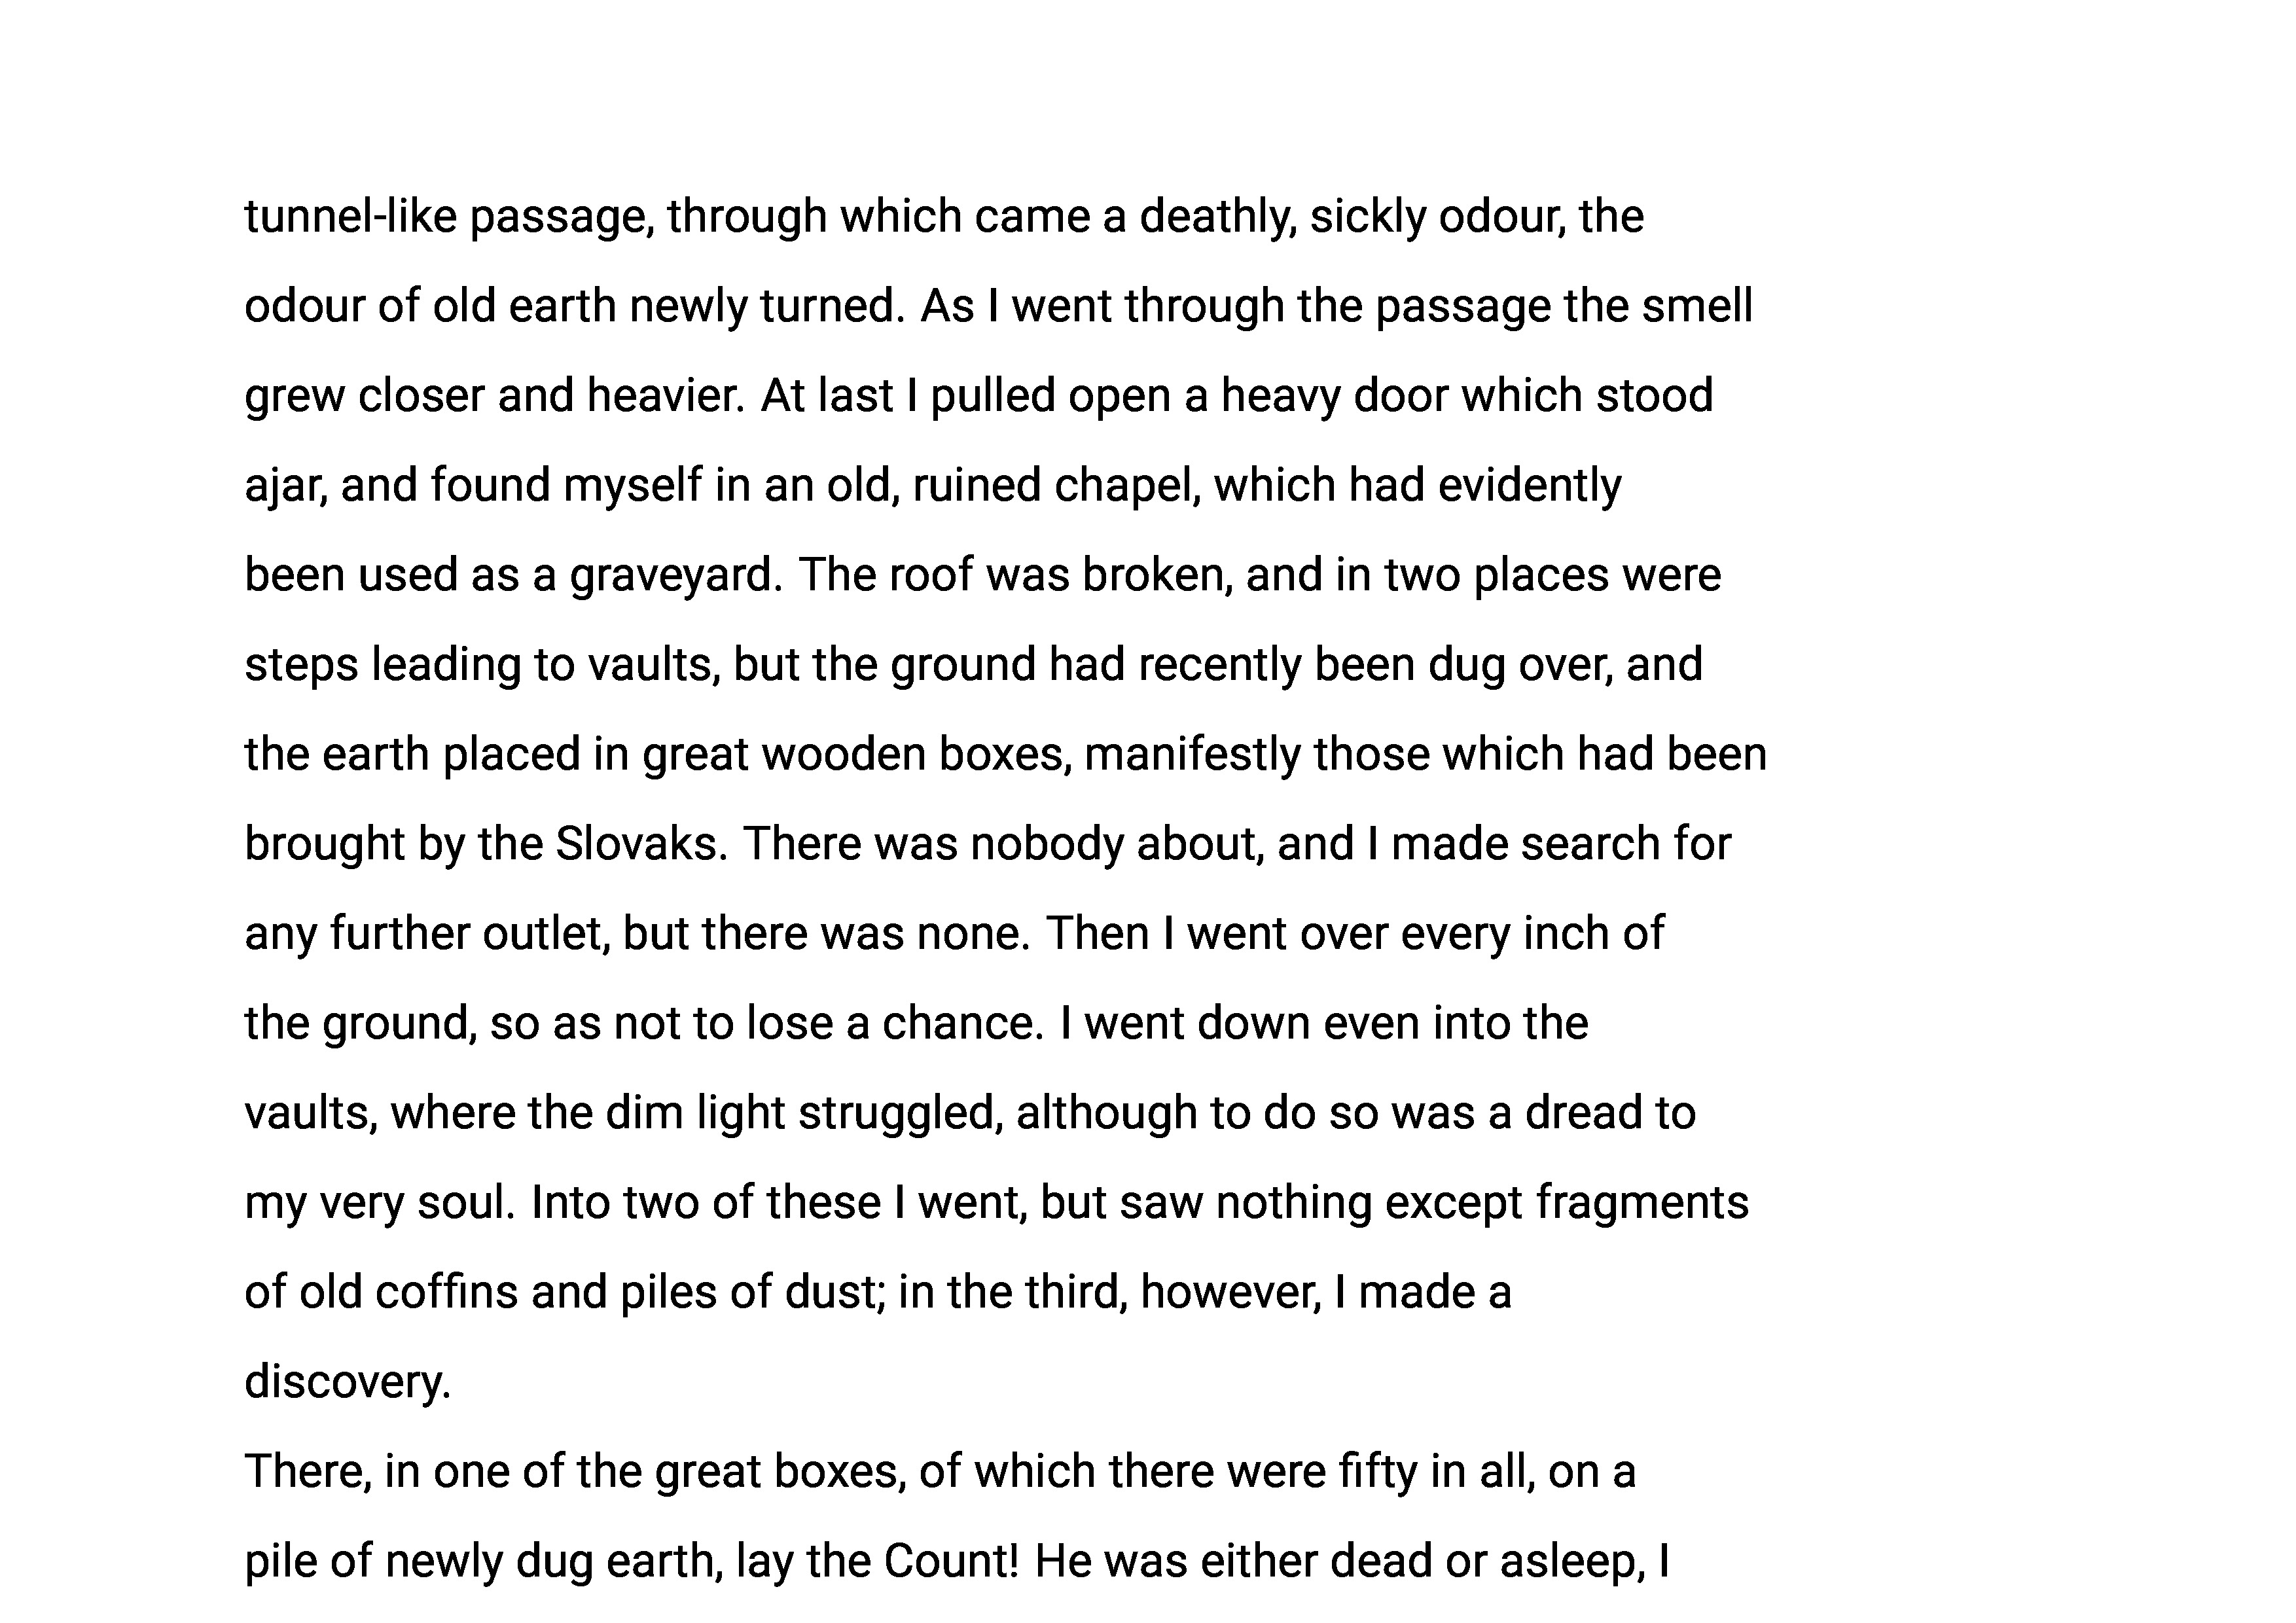 tunnel-like passage, through which came a deathly, sickly odour, the
odour of old earth newly turned. As I went through the passage the smell
grew closer and heavier. At last I pulled open a heavy door which stood
ajar, and found myself in an old, ruined chapel, which had evidently
been used as a graveyard. The roof was broken, and in two places were
steps leading to vaults, but the ground had recently been dug over, and
the earth placed in great wooden boxes, manifestly those which had been
brought by the Slovaks. There was nobody about, and I made search for
any further outlet, but there was none. Then I went over every inch of
the ground, so as not to lose a chance. I went down even into the
vaults, where the dim light struggled, although to do so was a dread to
my very soul. Into two of these I went, but saw nothing except fragments
of old coffins and piles of dust; in the third, however, I made a
discovery.
There, in one of the great boxes, of which there were fifty in all, on a
pile of newly dug earth, lay the Count! He was either dead or asleep, I